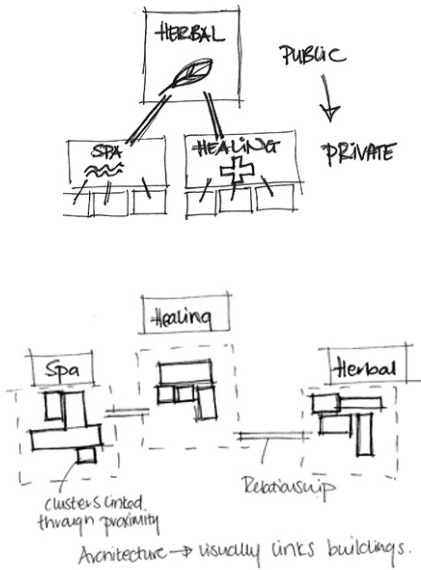 HERBAL
PUBLIC
SPA
HEALING
PRIVATE
Healing
Spa
Herbal
clusters linked
through proximity
Relationship
Architecture → visually links buildings.